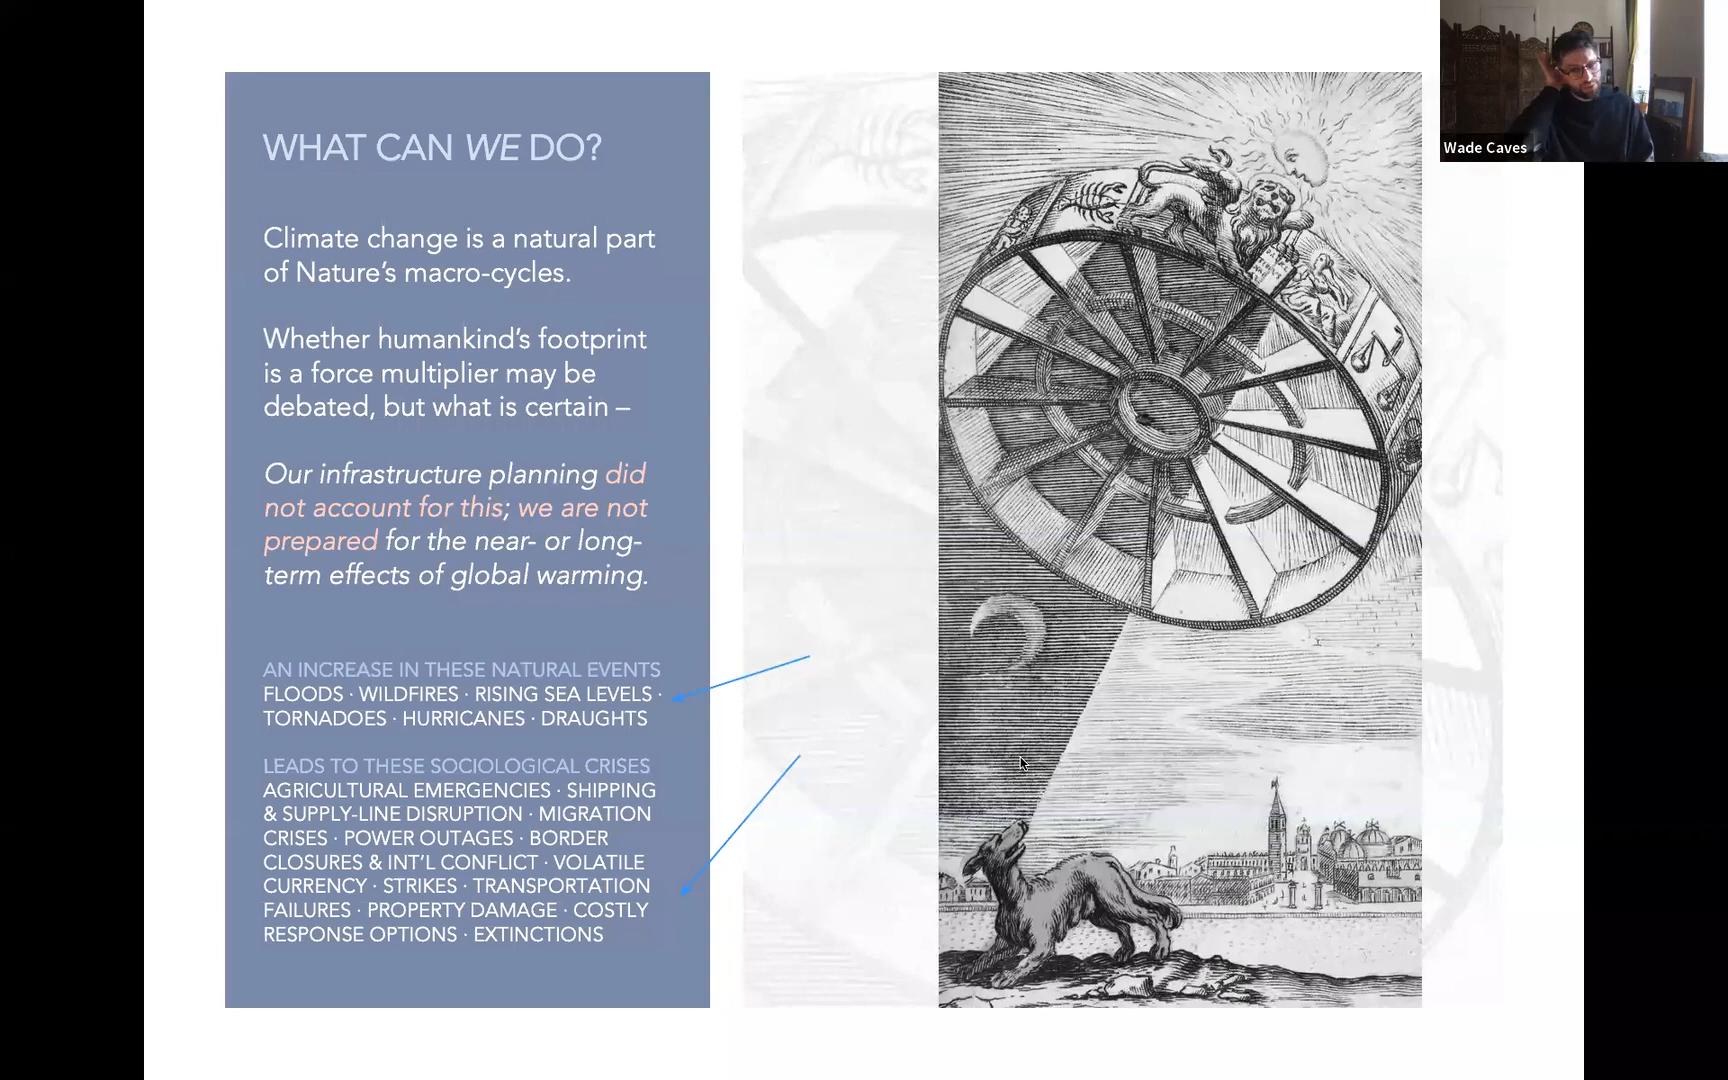 WHAT CAN WE DO?
Climate change is a natural part
of Nature's macro-cycles.
Whether humankind's footprint
is a force multiplier may be
debated, but what is certain –
Our infrastructure planning did
not account for this; we are not
prepared for the near- or long-
term effects of global warming.
AN INCREASE IN THESE NATURAL EVENTS
FLOODS · WILDFIRES · RISING SEA LEVELS ·
TORNADOES · HURRICANES · DRAUGHTS
LEADS TO THESE SOCIOLOGICAL CRISES
AGRICULTURAL EMERGENCIES · SHIPPING
& SUPPLY-LINE DISRUPTION · MIGRATION
CRISES · POWER OUTAGES · BORDER
CLOSURES & INT'L CONFLICT · VOLATILE
CURRENCY · STRIKES · TRANSPORTATION
FAILURES · PROPERTY DAMAGE · COSTLY
RESPONSE OPTIONS · EXTINCTIONS
Wade Caves